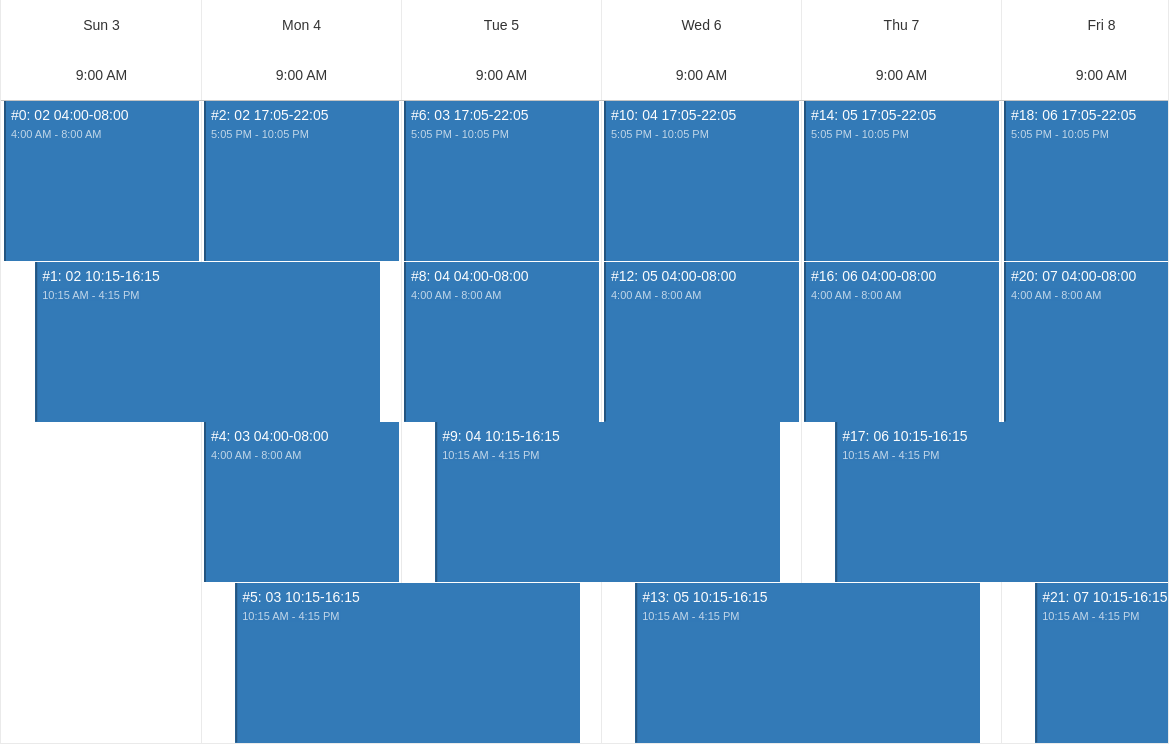 Sun 3 Mon 4 Tue 5 Wed 6 Thu 7 Fri 8
9:00 AM 9:00 AM 9:00 AM 9:00 AM 9:00 AM 9:00 AM
#0: 02 04:00-08:00 #2: 02 17:05-22:05 #6: 03 17:05-22:05 #10: 04 17:05-22:05 #14: 05 17:05-22:05 #18: 06 17:05-22:05
4:00 AM - 8:00 AM 5:05 PM - 10:05 PM 5:05 PM - 10:05 PM 5:05 PM - 10:05 PM 5:05 PM - 10:05 PM 5:05 PM - 10:05 PM
#1: 02 10:15-16:15 #8: 04 04:00-08:00 #12: 05 04:00-08:00 #16: 06 04:00-08:00 #20: 07 04:00-08:00
10:15 AM - 4:15 PM 4:00 AM - 8:00 AM 4:00 AM - 8:00 AM 4:00 AM - 8:00 AM 4:00 AM - 8:00 AM
#4: 03 04:00-08:00 #9: 04 10:15-16:15 #17: 06 10:15-16:15
4:00 AM - 8:00 AM 10:15 AM - 4:15 PM 10:15 AM - 4:15 PM
#5: 03 10:15-16:15 #13: 05 10:15-16:15 #21: 07 10:15-16:15
10:15 AM - 4:15 PM 10:15 AM - 4:15 PM 10:15 AM - 4:15 PM